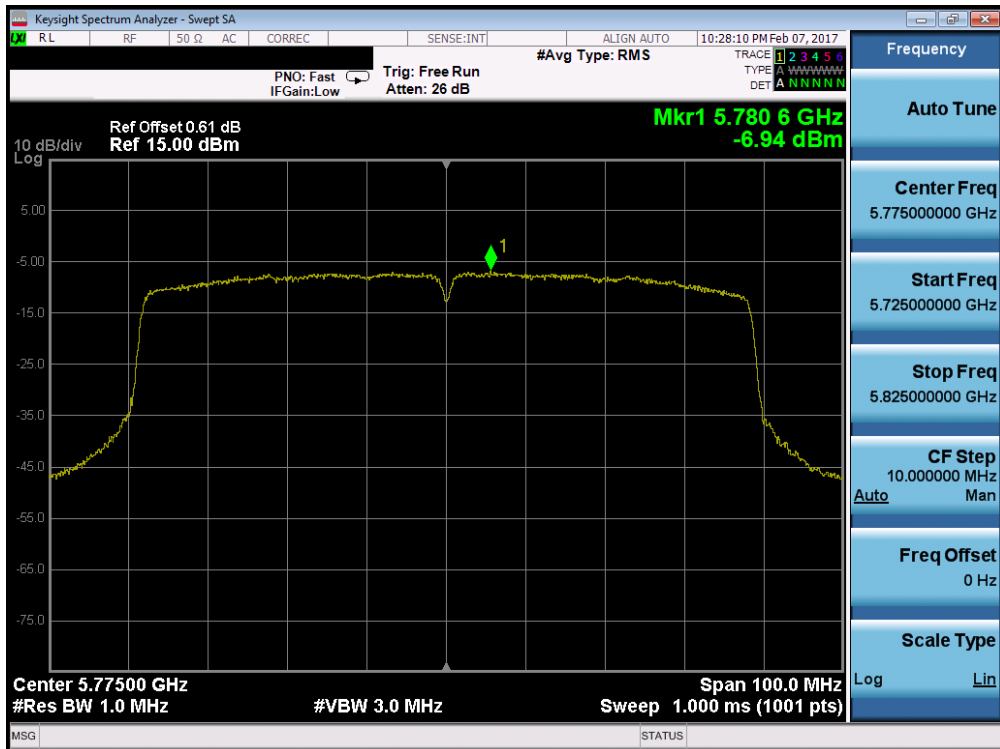 Keysight Spectrum Analyzer - Swept SA
LXI RL RF 50 Ω AC CORREC SENSE:INT ALIGN AUTO 10:28:10 PM Feb 07, 2017
#Avg Type: RMS
TRACE 1 2 3 4 5 6
TYPE A WWWWW
DET A N N N N N
PNO: Fast
IFGain:Low
Trig: Free Run
Atten: 26 dB
Mkr1 5.780 6 GHz
-6.94 dBm
Ref Offset 0.61 dB
10 dB/div Ref 15.00 dBm
Log
5.00
-5.00
-15.0
-25.0
-35.0
-45.0
-55.0
-65.0
-75.0
1
Center 5.77500 GHz Span 100.0 MHz
#Res BW 1.0 MHz #VBW 3.0 MHz Sweep 1.000 ms (1001 pts)
MSG STATUS
Frequency
Auto Tune
Center Freq
5.775000000 GHz
Start Freq
5.725000000 GHz
Stop Freq
5.825000000 GHz
CF Step
10.000000 MHz
Auto Man
Freq Offset
0 Hz
Scale Type
Log Lin